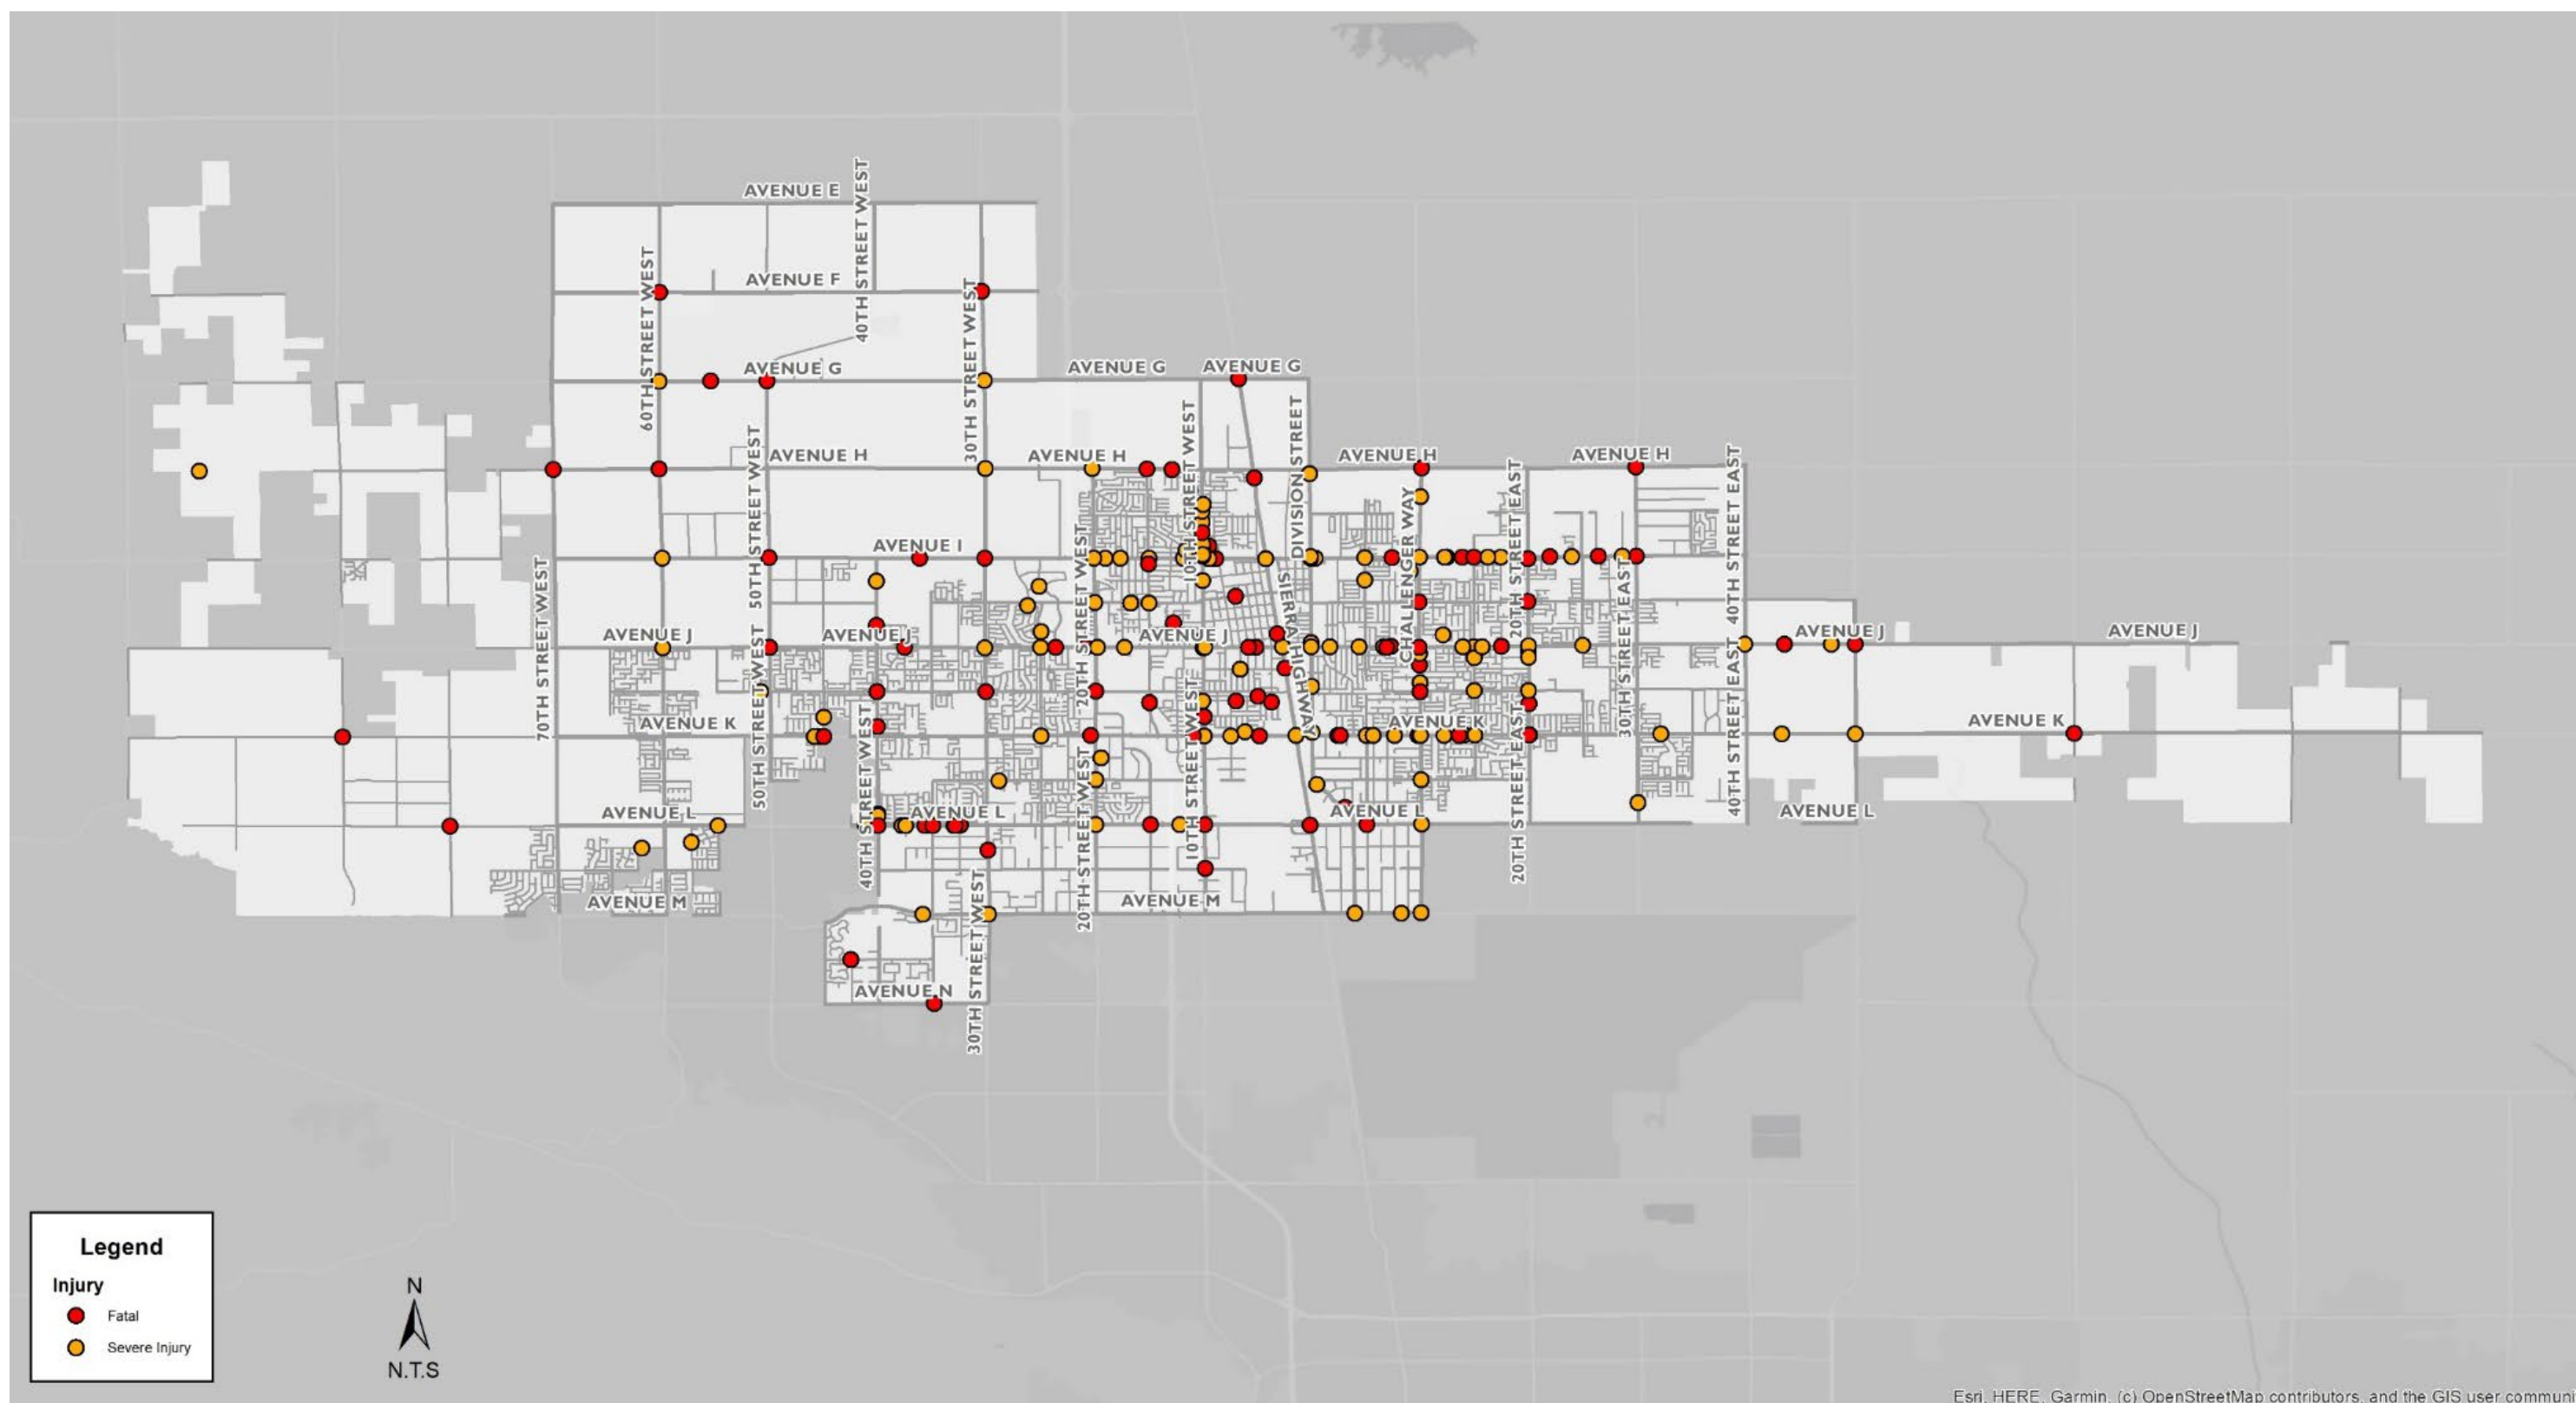 AVENUE E
40TH STREET WEST
60TH STREET WEST
AVENUE F
30TH STREET WEST
AVENUE G
AVENUE G
AVENUE G
50TH STREET WEST
AVENUE H
AVENUE H
10TH STREET WEST
DIVISION STREET
AVENUE H
CHALLENGER WAY
20TH STREET EAST
AVENUE H
40TH STREET EAST
AVENUE I
20TH STREET WEST
70TH STREET WEST
SIERRA HIGHWAY
30TH STREET EAST
AVENUE J
50TH STREET WEST
AVENUE J
AVENUE J
AVENUE J
AVENUE J
40TH STREET EAST
AVENUE K
40TH STREET WEST
10TH STREET WEST
AVENUE K
20TH STREET EAST
AVENUE K
AVENUE L
AVENUE L
20TH STREET WEST
AVENUE L
AVENUE L
AVENUE M
30TH STREET WEST
AVENUE M
AVENUE N
Legend
Injury
Fatal
Severe Injury
N
N.T.S
Esri, HERE, Garmin, (c) OpenStreetMap contributors, and the GIS user communi